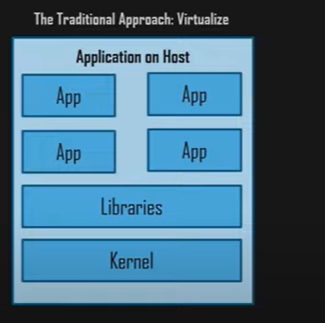 The Traditional Approach: Virtualize
Application on Host
App App
App App
Libraries
Kernel